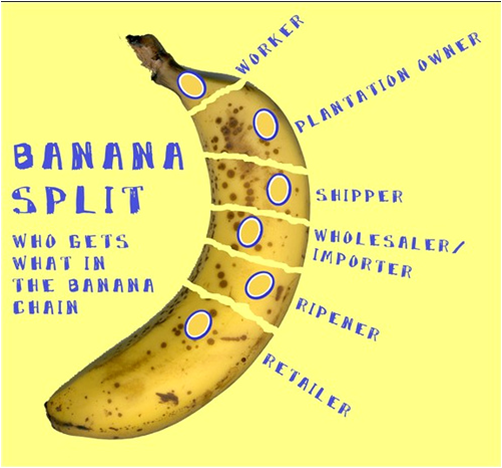 BANANA
SPLIT
WHO GETS
WHAT IN
THE BANANA
CHAIN
WORKER
PLANTATION OWNER
SHIPPER
WHOLESALER/
IMPORTER
RIPENER
RETAILER